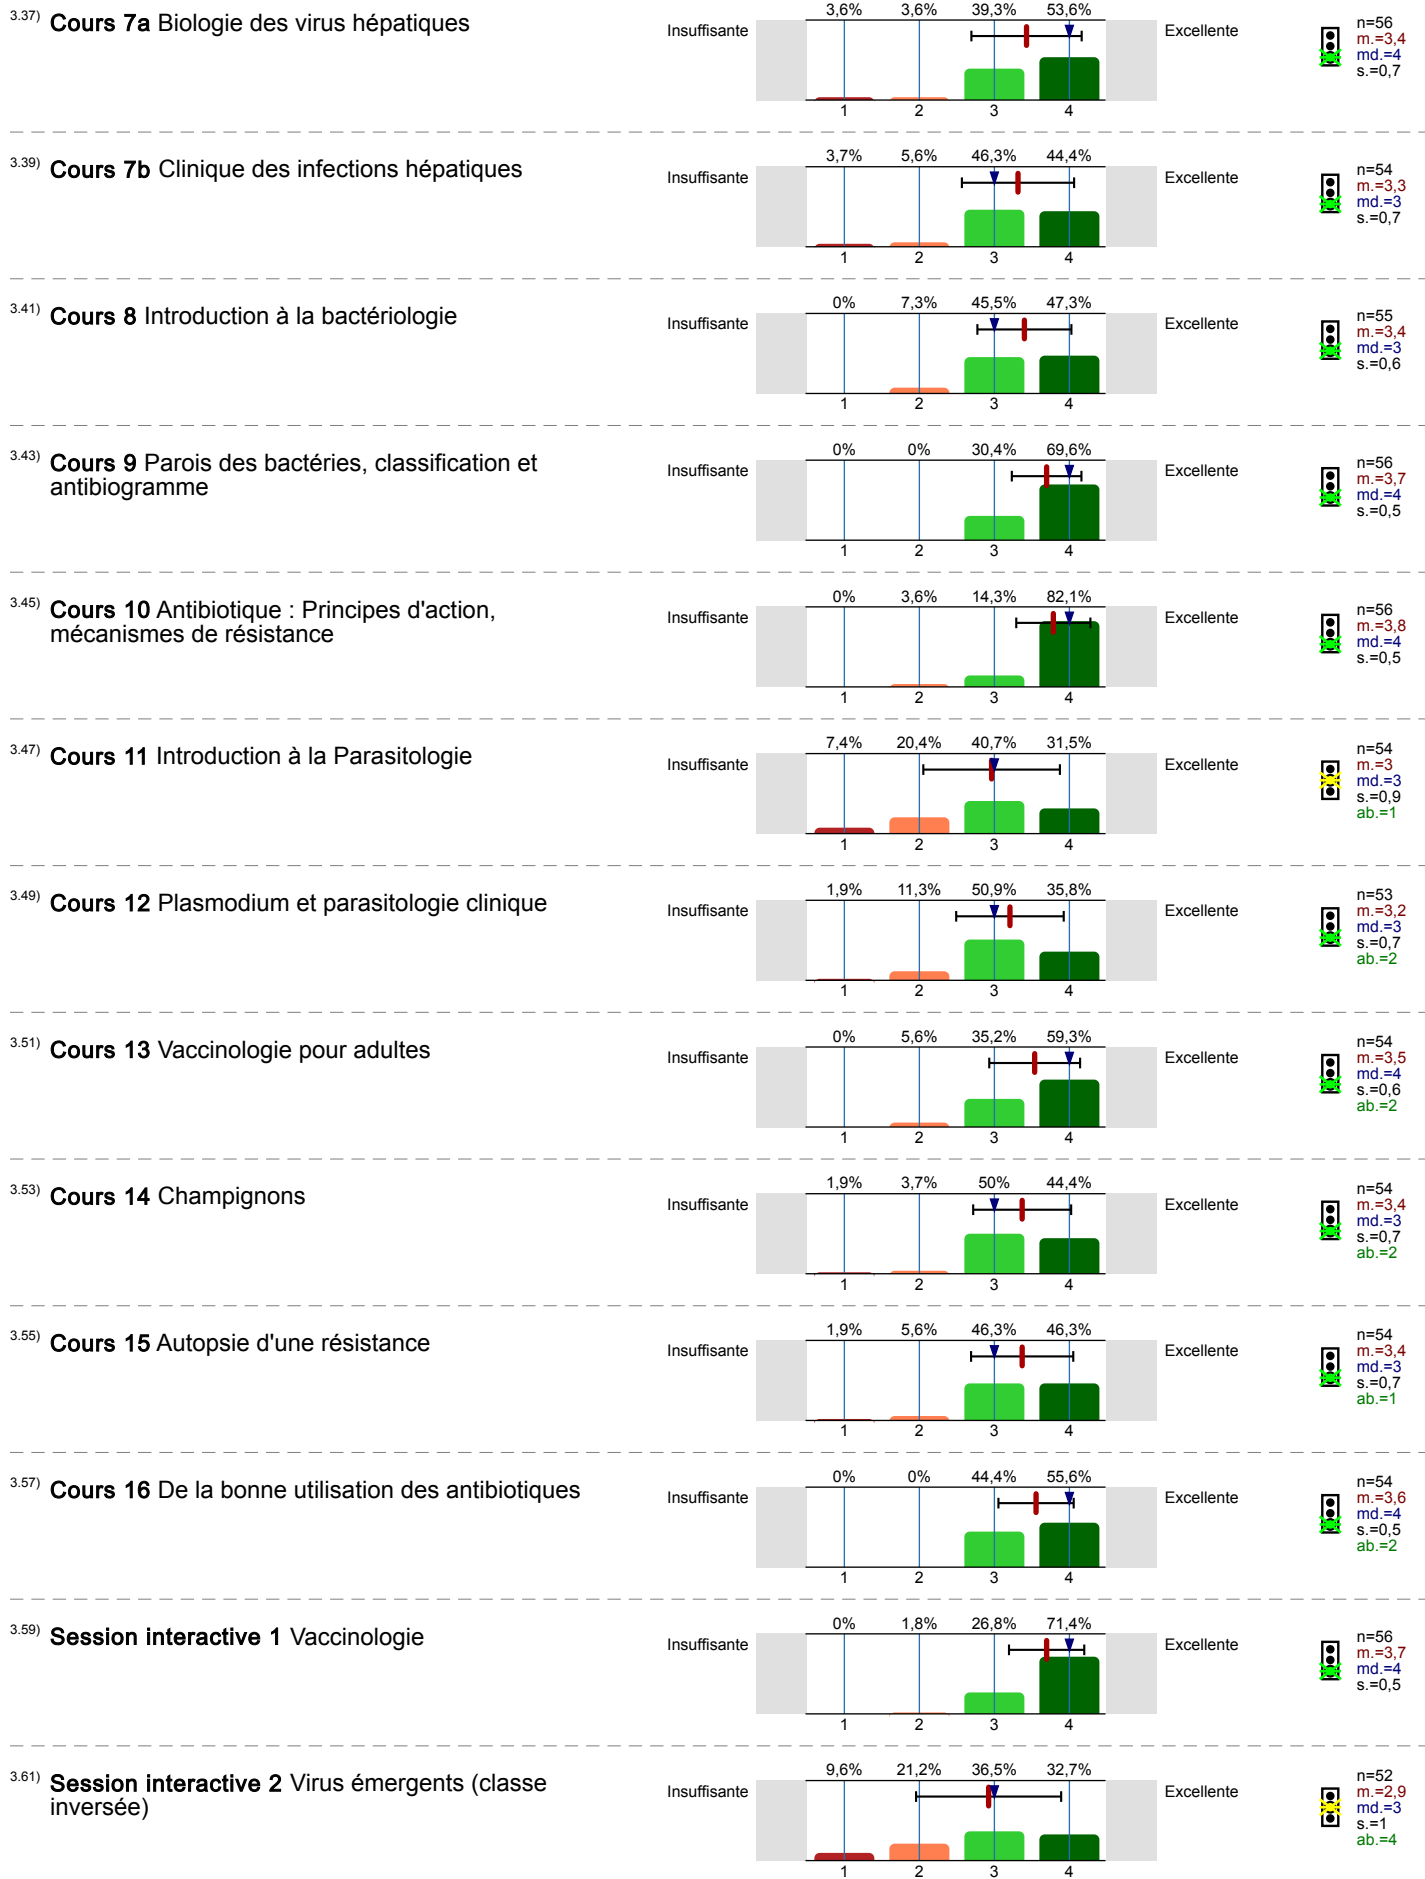 3.37) Cours 7a Biologie des virus hépatiques
3,6% 3,6% 39,3% 53,6%
Insuffisante Excellente
1 2 3 4
n=56
m.=3,4
md.=4
s.=0,7
3.39) Cours 7b Clinique des infections hépatiques
3,7% 5,6% 46,3% 44,4%
Insuffisante Excellente
1 2 3 4
n=54
m.=3,3
md.=3
s.=0,7
3.41) Cours 8 Introduction à la bactériologie
0% 7,3% 45,5% 47,3%
Insuffisante Excellente
1 2 3 4
n=55
m.=3,4
md.=3
s.=0,6
3.43) Cours 9 Parois des bactéries, classification et
antibiogramme
0% 0% 30,4% 69,6%
Insuffisante Excellente
1 2 3 4
n=56
m.=3,7
md.=4
s.=0,5
3.45) Cours 10 Antibiotique : Principes d'action,
mécanismes de résistance
0% 3,6% 14,3% 82,1%
Insuffisante Excellente
1 2 3 4
n=56
m.=3,8
md.=4
s.=0,5
3.47) Cours 11 Introduction à la Parasitologie
7,4% 20,4% 40,7% 31,5%
Insuffisante Excellente
1 2 3 4
n=54
m.=3
md.=3
s.=0,9
ab.=1
3.49) Cours 12 Plasmodium et parasitologie clinique
1,9% 11,3% 50,9% 35,8%
Insuffisante Excellente
1 2 3 4
n=53
m.=3,2
md.=3
s.=0,7
ab.=2
3.51) Cours 13 Vaccinologie pour adultes
0% 5,6% 35,2% 59,3%
Insuffisante Excellente
1 2 3 4
n=54
m.=3,5
md.=4
s.=0,6
ab.=2
3.53) Cours 14 Champignons
1,9% 3,7% 50% 44,4%
Insuffisante Excellente
1 2 3 4
n=54
m.=3,4
md.=3
s.=0,7
ab.=2
3.55) Cours 15 Autopsie d'une résistance
1,9% 5,6% 46,3% 46,3%
Insuffisante Excellente
1 2 3 4
n=54
m.=3,4
md.=3
s.=0,7
ab.=1
3.57) Cours 16 De la bonne utilisation des antibiotiques
0% 0% 44,4% 55,6%
Insuffisante Excellente
1 2 3 4
n=54
m.=3,6
md.=4
s.=0,5
ab.=2
3.59) Session interactive 1 Vaccinologie
0% 1,8% 26,8% 71,4%
Insuffisante Excellente
1 2 3 4
n=56
m.=3,7
md.=4
s.=0,5
3.61) Session interactive 2 Virus émergents (classe
inversée)
9,6% 21,2% 36,5% 32,7%
Insuffisante Excellente
1 2 3 4
n=52
m.=2,9
md.=3
s.=1
ab.=4